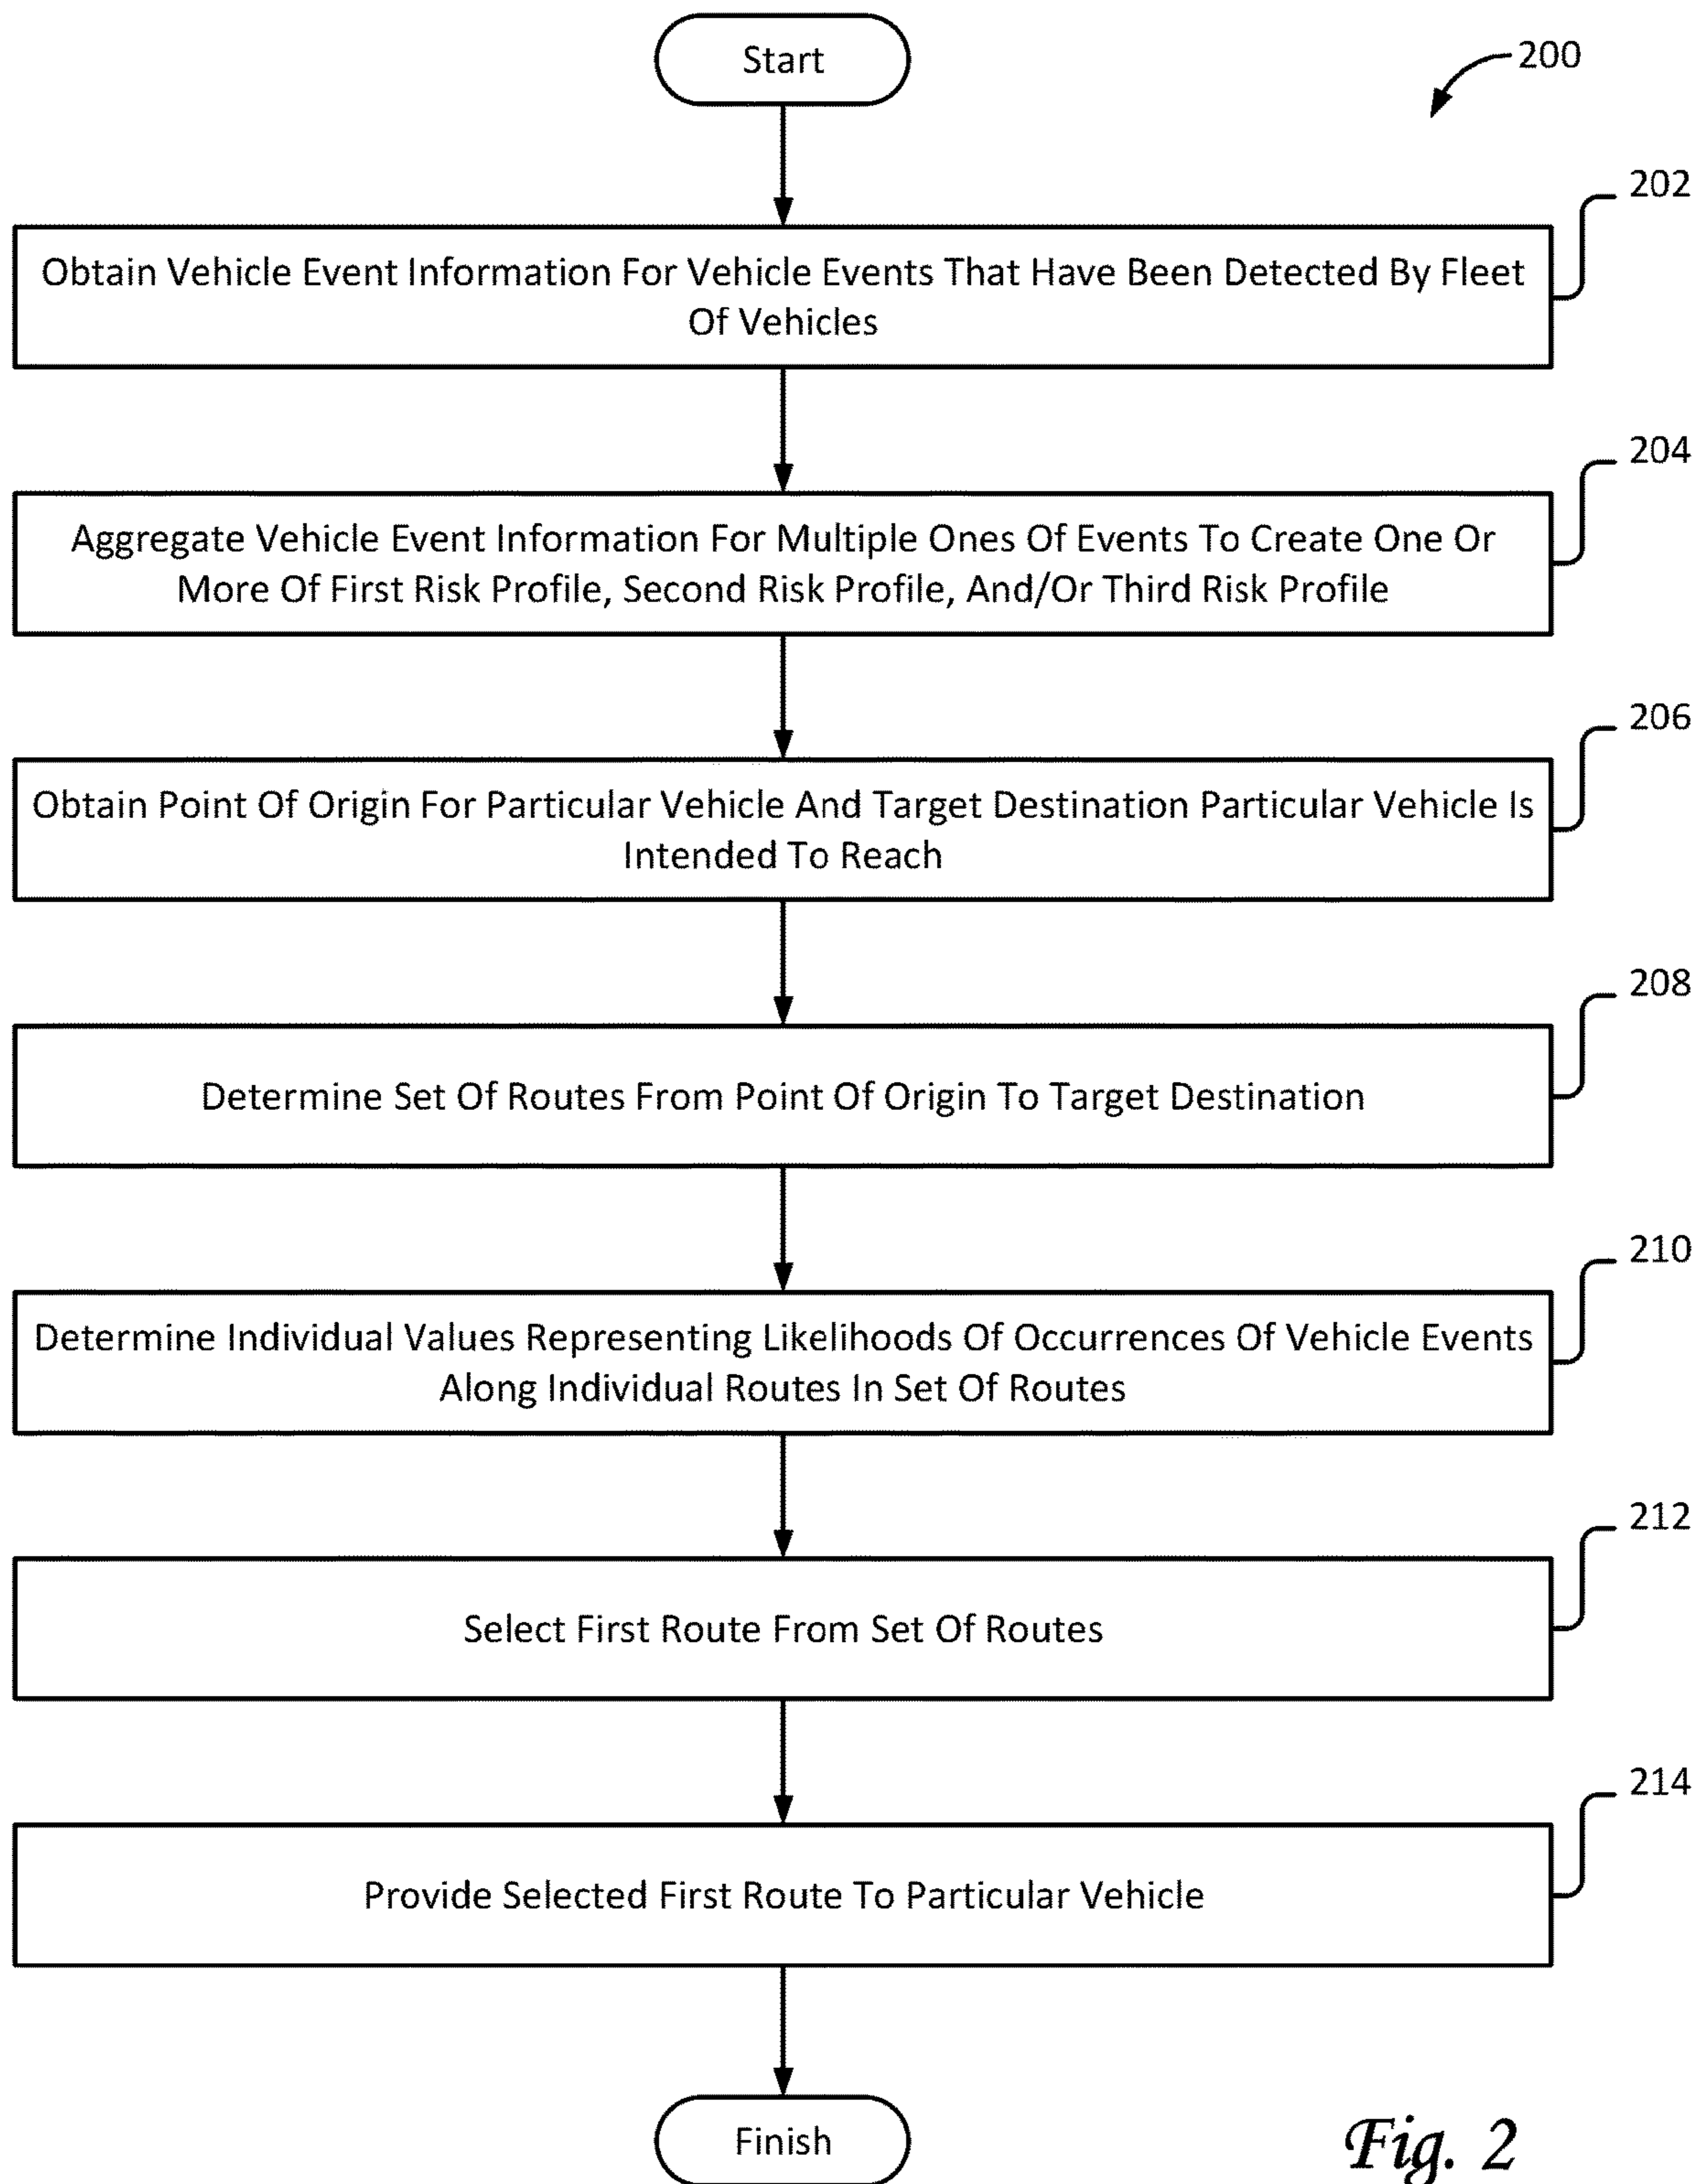 Start
200
202
Obtain Vehicle Event Information For Vehicle Events That Have Been Detected By Fleet
Of Vehicles
204
Aggregate Vehicle Event Information For Multiple Ones Of Events To Create One Or
More Of First Risk Profile, Second Risk Profile, And/Or Third Risk Profile
206
Obtain Point Of Origin For Particular Vehicle And Target Destination Particular Vehicle Is
Intended To Reach
208
Determine Set Of Routes From Point Of Origin To Target Destination
210
Determine Individual Values Representing Likelihoods Of Occurrences Of Vehicle Events
Along Individual Routes In Set Of Routes
212
Select First Route From Set Of Routes
214
Provide Selected First Route To Particular Vehicle
Finish
Fig. 2